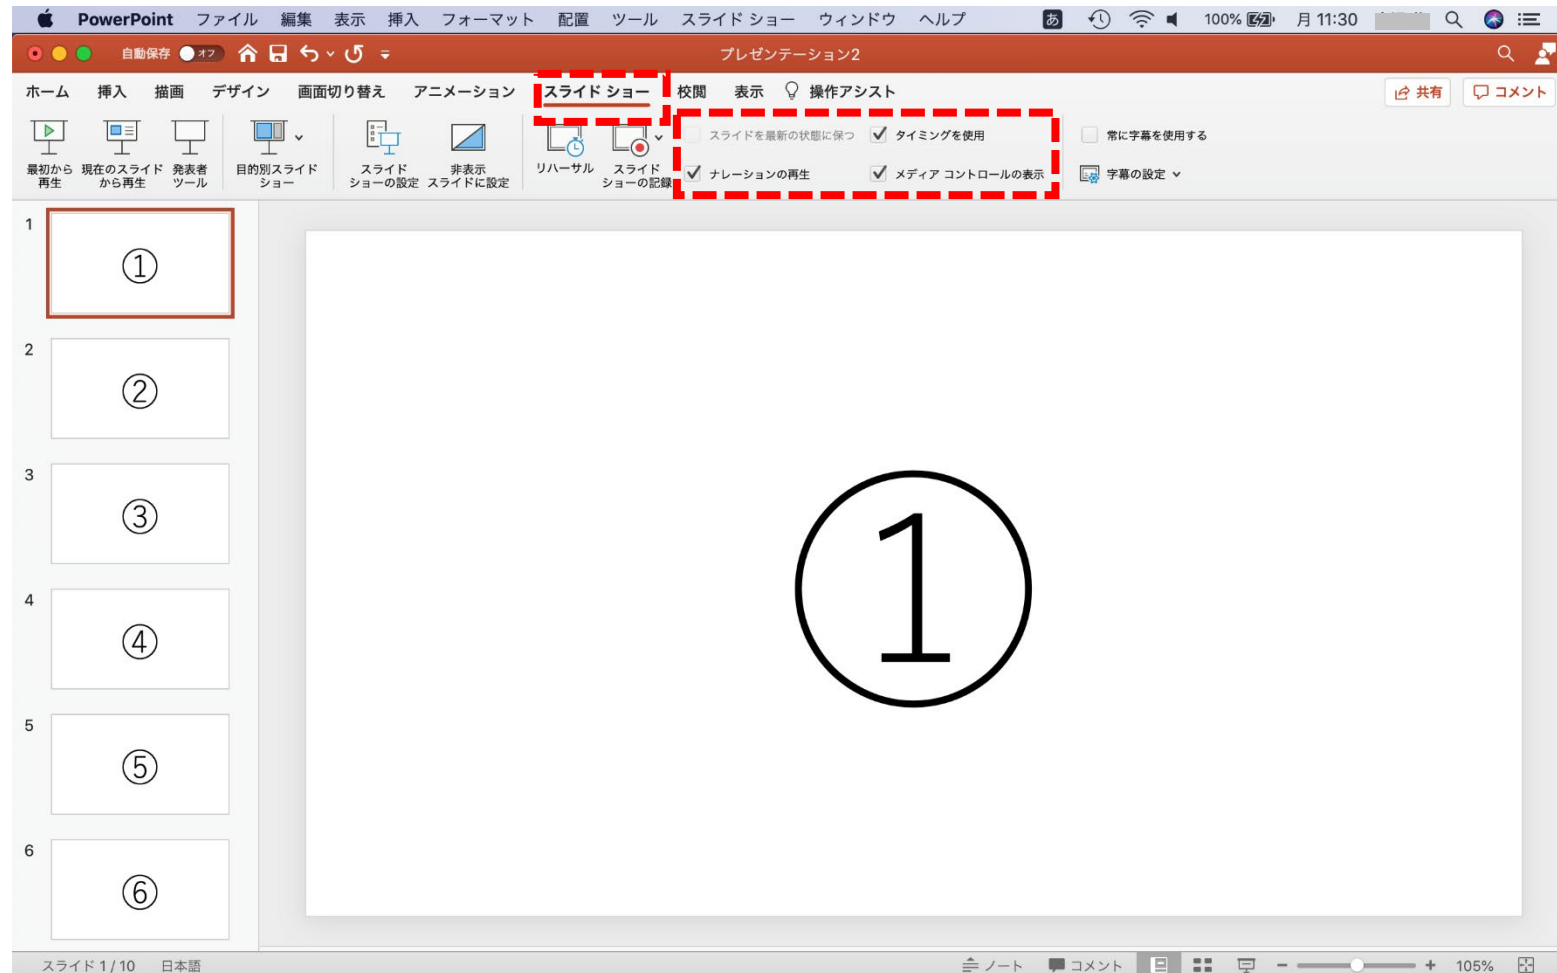 PowerPoint ファイル 編集 表示 挿入 フォーマット 配置 ツール スライド ショー ウィンドウ ヘルプ あ 100% 月 11:30
自動保存 オフ プレゼンテーション2
ホーム 挿入 描画 デザイン 画面切り替え アニメーション スライド ショー 校閲 表示 操作アシスト 共有 コメント
スライドを最新の状態に保つ タイミングを使用 常に字幕を使用する
最初から 現在のスライド 発表者 目的別スライド スライド 非表示 リハーサル スライド
再生 から再生 ツール ショー ショーの設定 スライドに設定 ショーの記録
ナレーションの再生 メディア コントロールの表示 字幕の設定
1
①
2
②
3
③
4
④
5
⑤
6
⑥
①
スライド 1 / 10 日本語 ノート コメント 105%